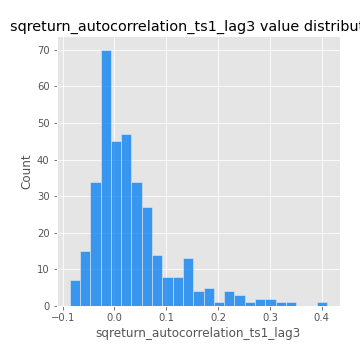 sqreturn_autocorrelation_ts1_lag3 value distribut
70
60
50
40
30
20
10
0
Count
−0.1 0.0 0.1 0.2 0.3 0.4
sqreturn_autocorrelation_ts1_lag3